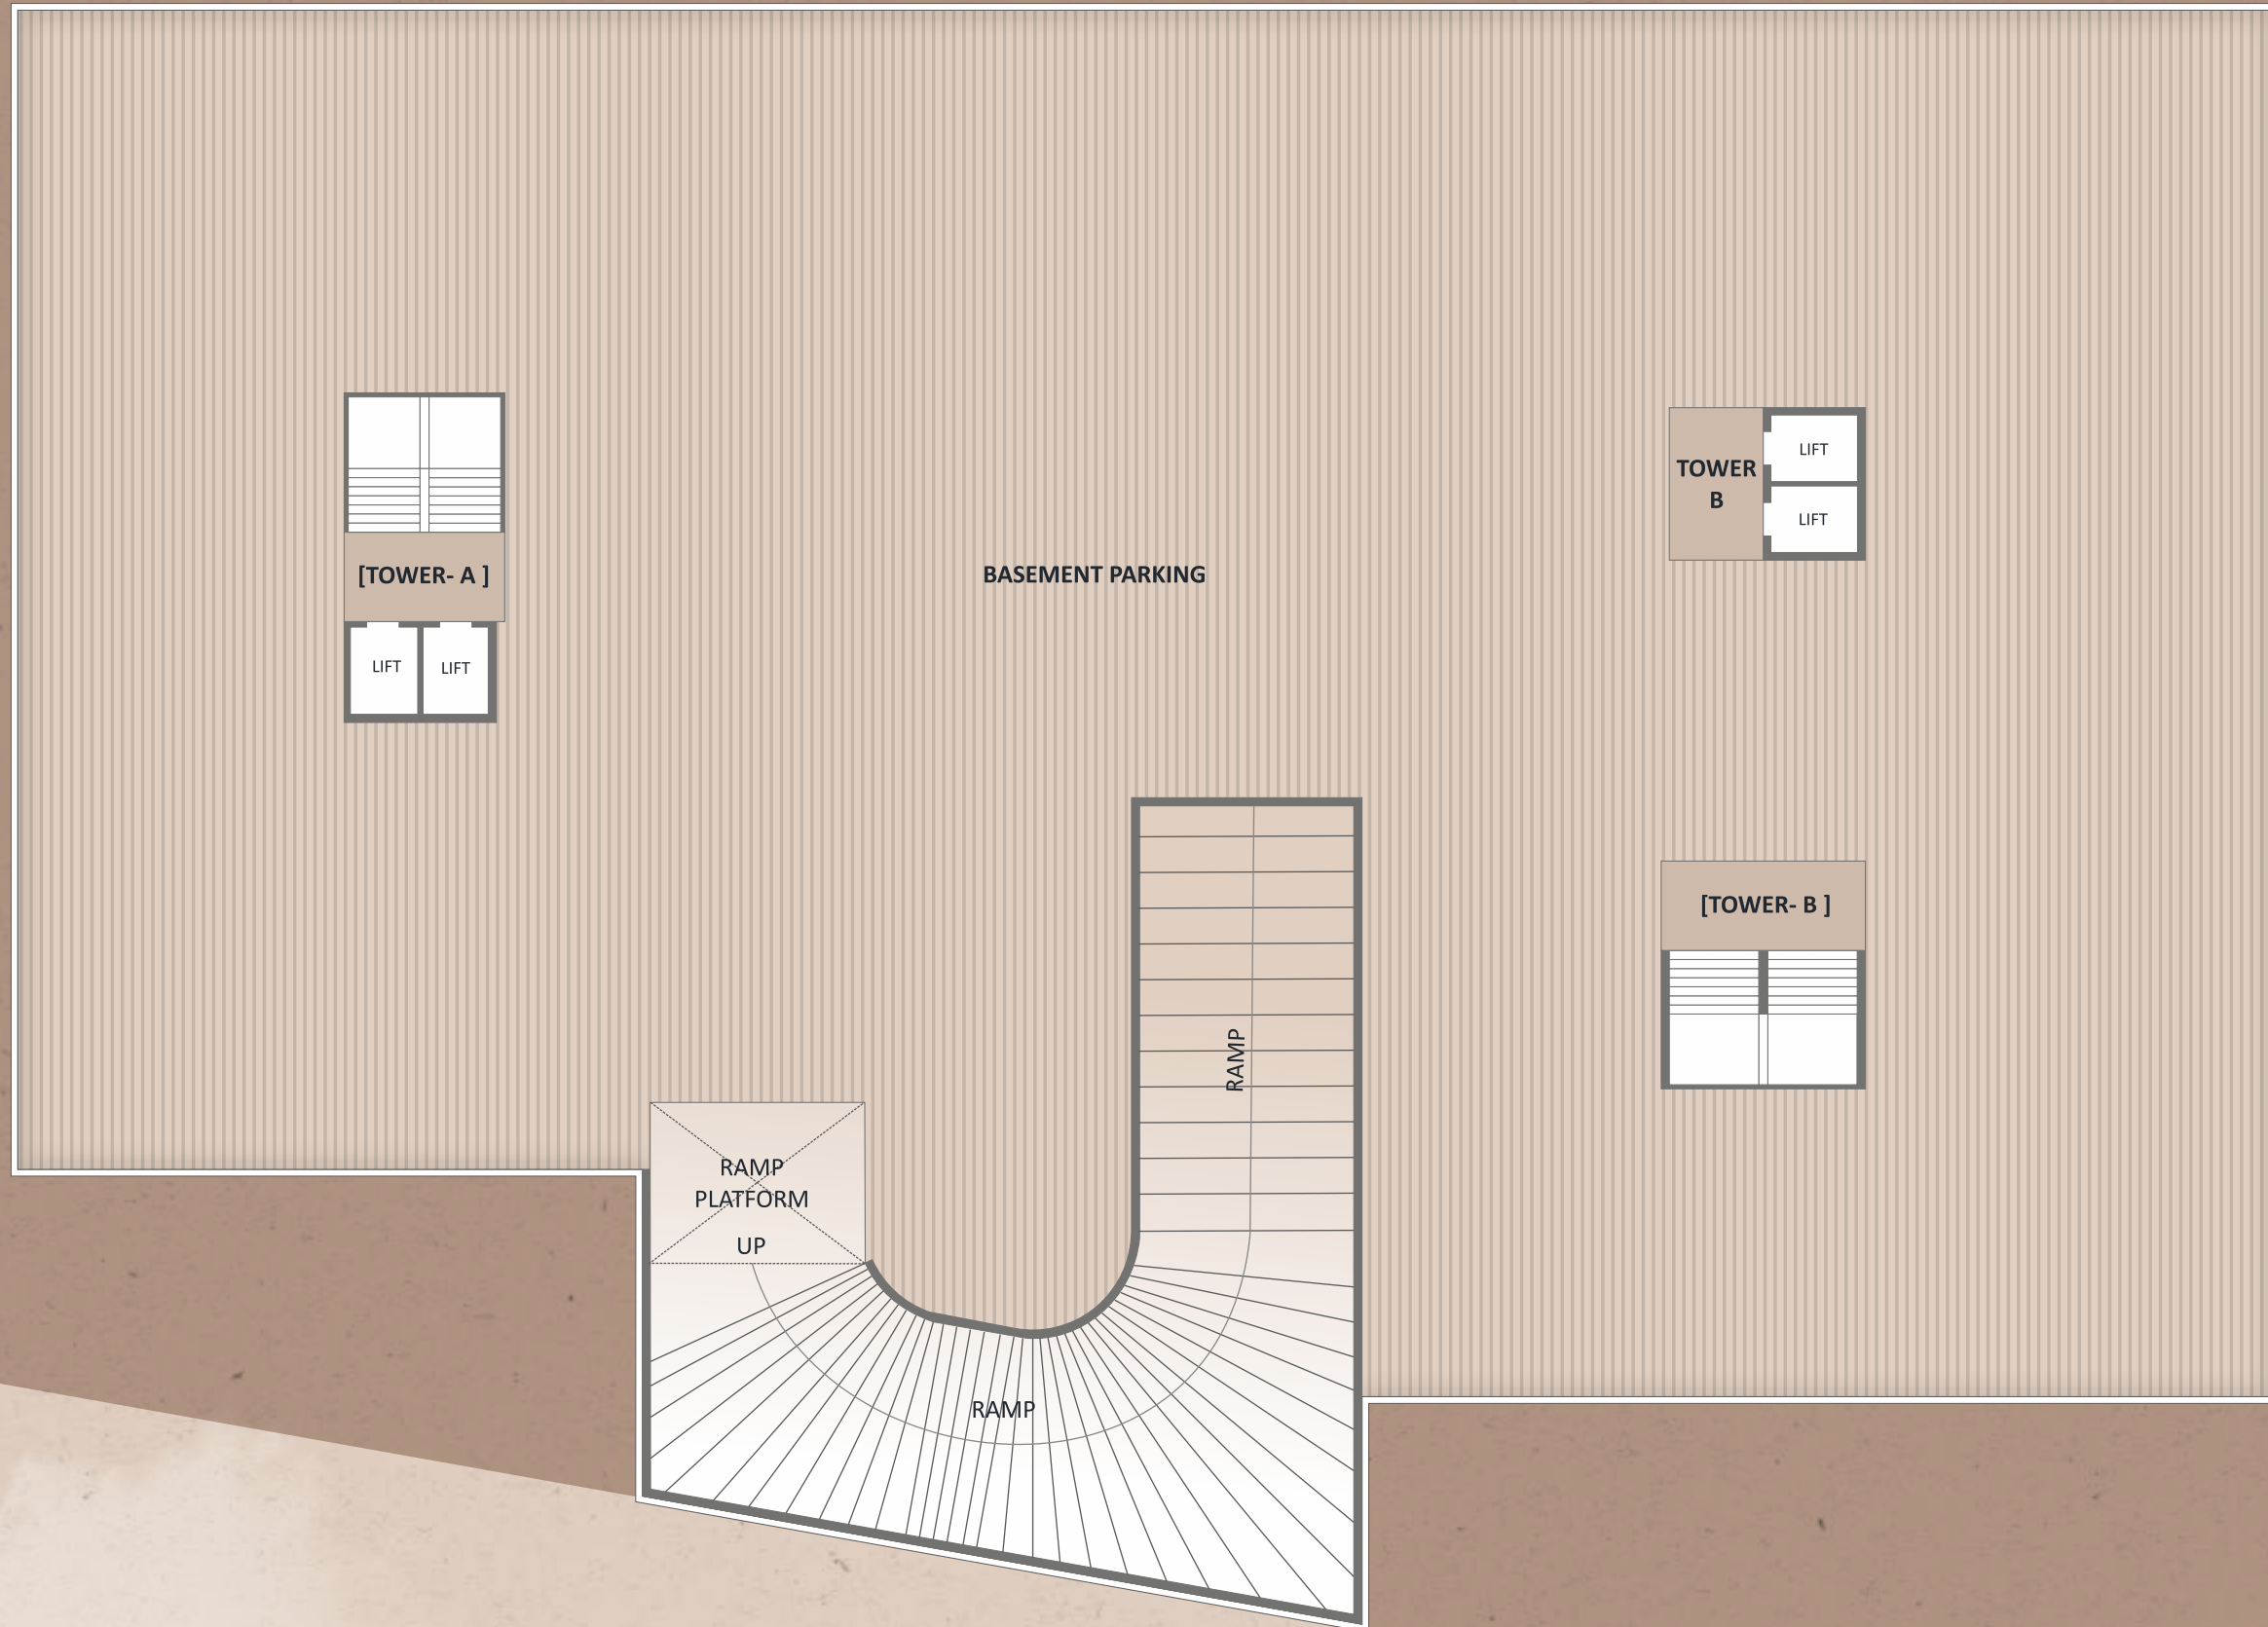 LIFT
TOWER
B
LIFT
[TOWER- A ]
BASEMENT PARKING
LIFT
LIFT
[TOWER- B ]
RAMP
RAMP
PLATFORM
UP
RAMP